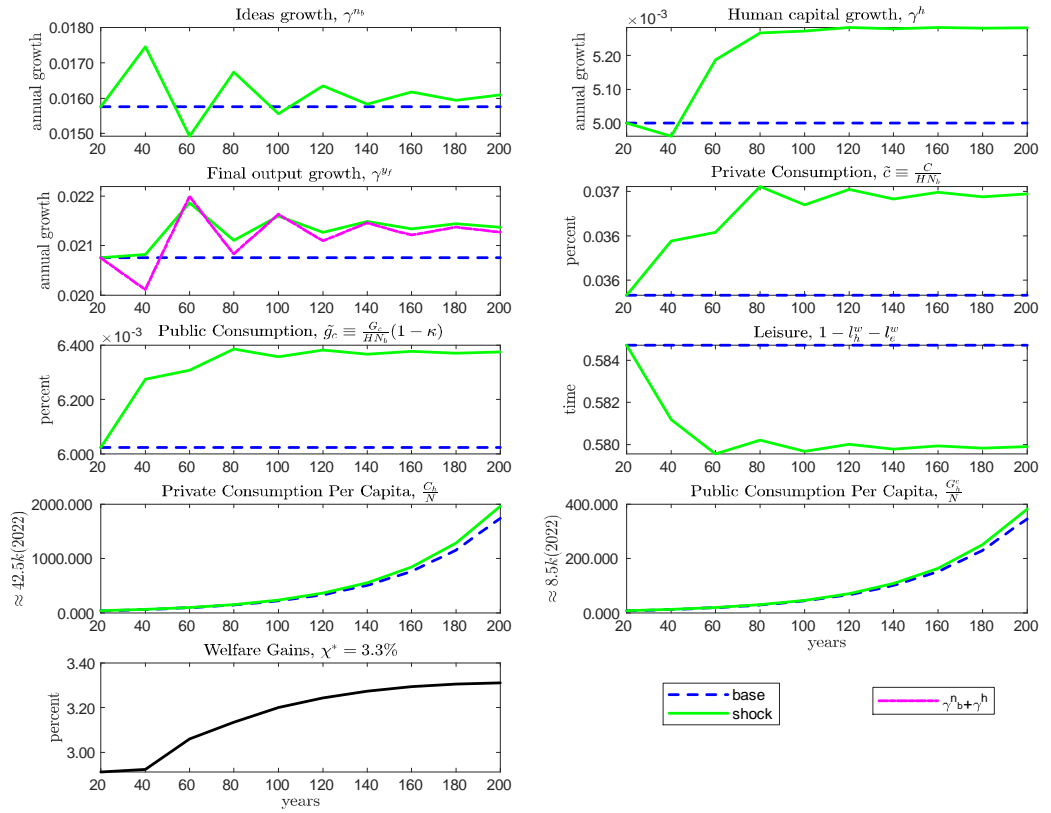 Ideas growth, γ^{n_b}
annual growth
0.0180
0.0170
0.0160
0.0150
20 40 60 80 100 120 140 160 180 200
Human capital growth, γ^h
×10^{-3}
annual growth
5.20
5.10
5.00
20 40 60 80 100 120 140 160 180 200
Final output growth, γ^{y_f}
annual growth
0.022
0.021
0.020
20 40 60 80 100 120 140 160 180 200
Private Consumption, c̃ ≡ \frac{C}{HN_b}
percent
0.037
0.036
0.036
20 40 60 80 100 120 140 160 180 200
×10^{-3}
Public Consumption, g̃_c ≡ \frac{G_c}{HN_b}(1 − κ)
percent
6.400
6.200
6.000
20 40 60 80 100 120 140 160 180 200
Leisure, 1 − l_h^w − l_e^w
time
0.584
0.582
0.580
20 40 60 80 100 120 140 160 180 200
Private Consumption Per Capita, \frac{C_h}{N}
≈ 42.5k(2022)
2000.000
1000.000
0.000
20 40 60 80 100 120 140 160 180 200
Public Consumption Per Capita, \frac{G_h^c}{N}
≈ 8.5k(2022)
400.000
200.000
0.000
20 40 60 80 100 120 140 160 180 200
years
Welfare Gains, χ* = 3.3%
percent
3.40
3.20
3.00
20 40 60 80 100 120 140 160 180 200
years
base
shock
γ^n_b+γ^h